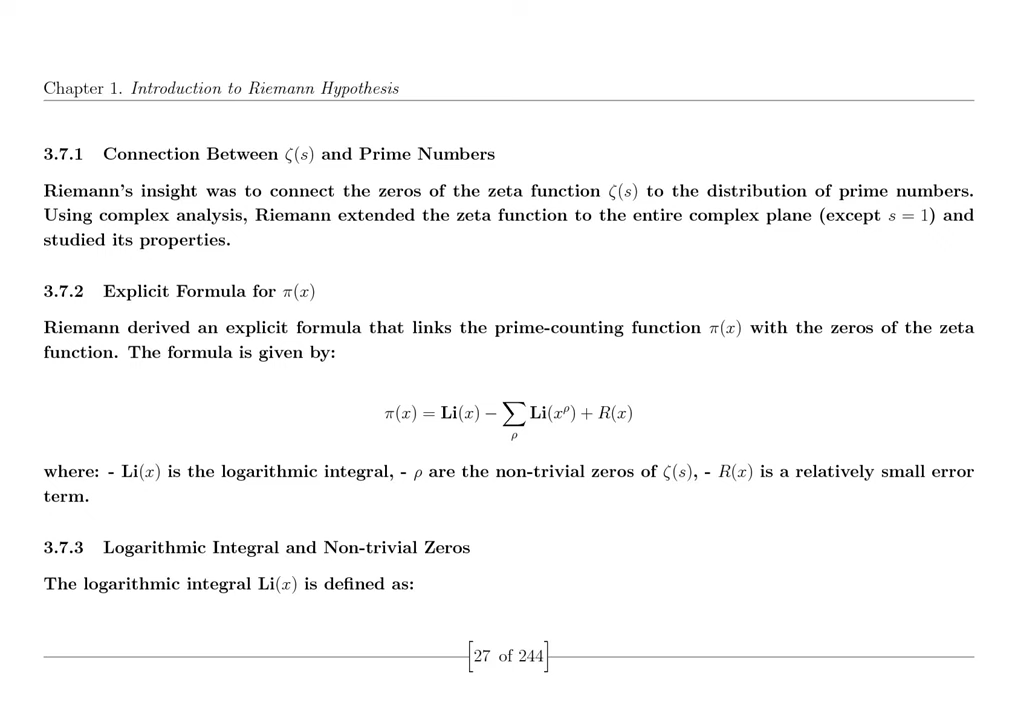 Chapter 1. Introduction to Riemann Hypothesis
3.7.1 Connection Between ζ(s) and Prime Numbers
Riemann's insight was to connect the zeros of the zeta function ζ(s) to the distribution of prime numbers.
Using complex analysis, Riemann extended the zeta function to the entire complex plane (except s = 1) and
studied its properties.
3.7.2 Explicit Formula for π(x)
Riemann derived an explicit formula that links the prime-counting function π(x) with the zeros of the zeta
function. The formula is given by:
π(x) = Li(x) − ∑ρ Li(x^ρ) + R(x)
where: - Li(x) is the logarithmic integral, - ρ are the non-trivial zeros of ζ(s), - R(x) is a relatively small error
term.
3.7.3 Logarithmic Integral and Non-trivial Zeros
The logarithmic integral Li(x) is defined as:
[27 of 244]